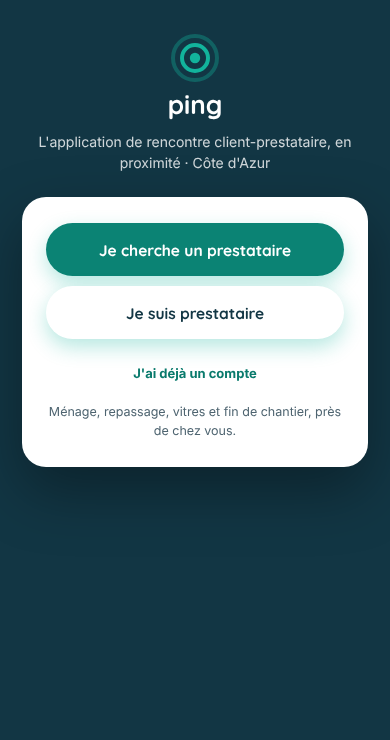 ping
L'application de rencontre client-prestataire, en
proximité · Côte d'Azur
Je cherche un prestataire
Je suis prestataire
J'ai déjà un compte
Ménage, repassage, vitres et fin de chantier, près
de chez vous.